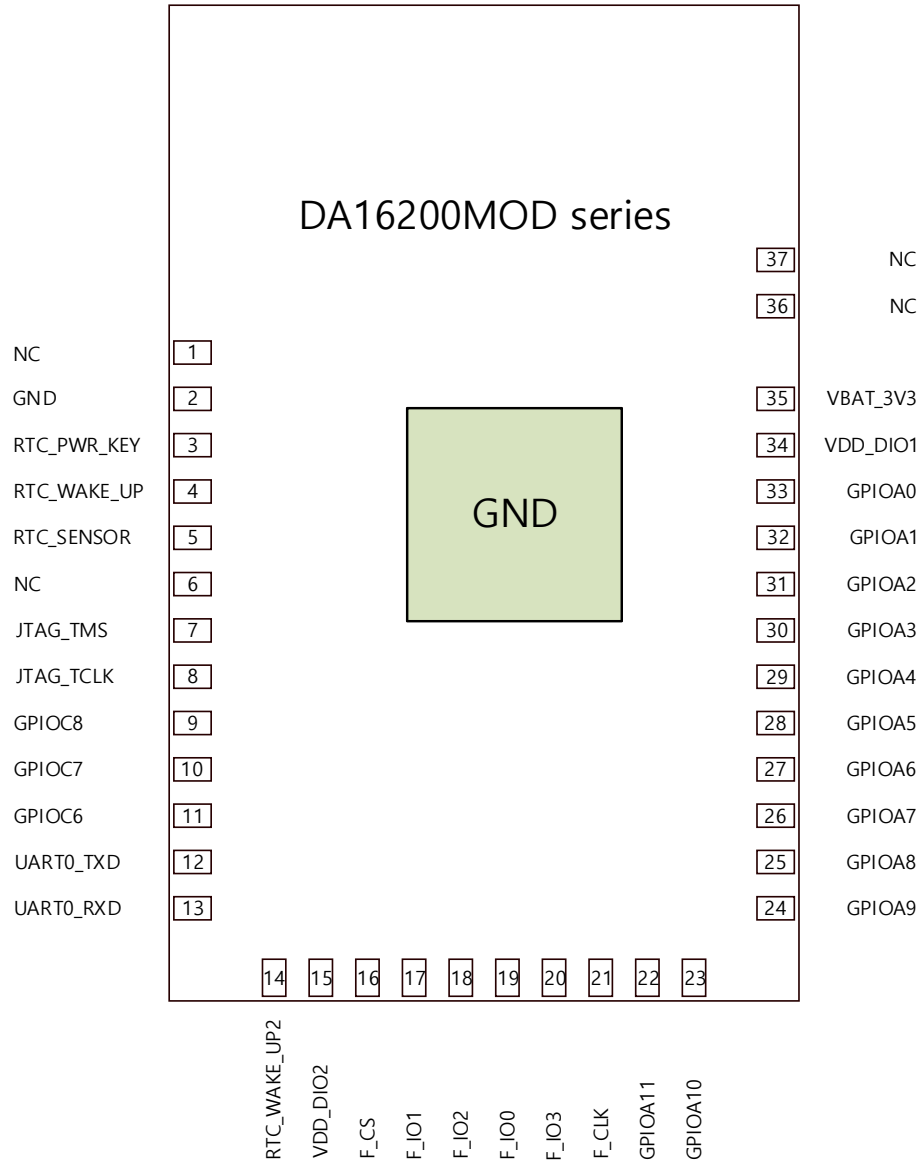 DA16200MOD series
37 NC
36 NC
NC 1
GND 2
35 VBAT_3V3
RTC_PWR_KEY 3
34 VDD_DIO1
RTC_WAKE_UP 4
33 GPIOA0
GND
RTC_SENSOR 5
32 GPIOA1
NC 6
31 GPIOA2
JTAG_TMS 7
30 GPIOA3
JTAG_TCLK 8
29 GPIOA4
GPIOC8 9
28 GPIOA5
GPIOC7 10
27 GPIOA6
GPIOC6 11
26 GPIOA7
UART0_TXD 12
25 GPIOA8
UART0_RXD 13
24 GPIOA9
14 15 16 17 18 19 20 21 22 23
RTC_WAKE_UP2
VDD_DIO2
F_CS
F_IO1
F_IO2
F_IO0
F_IO3
F_CLK
GPIOA11
GPIOA10